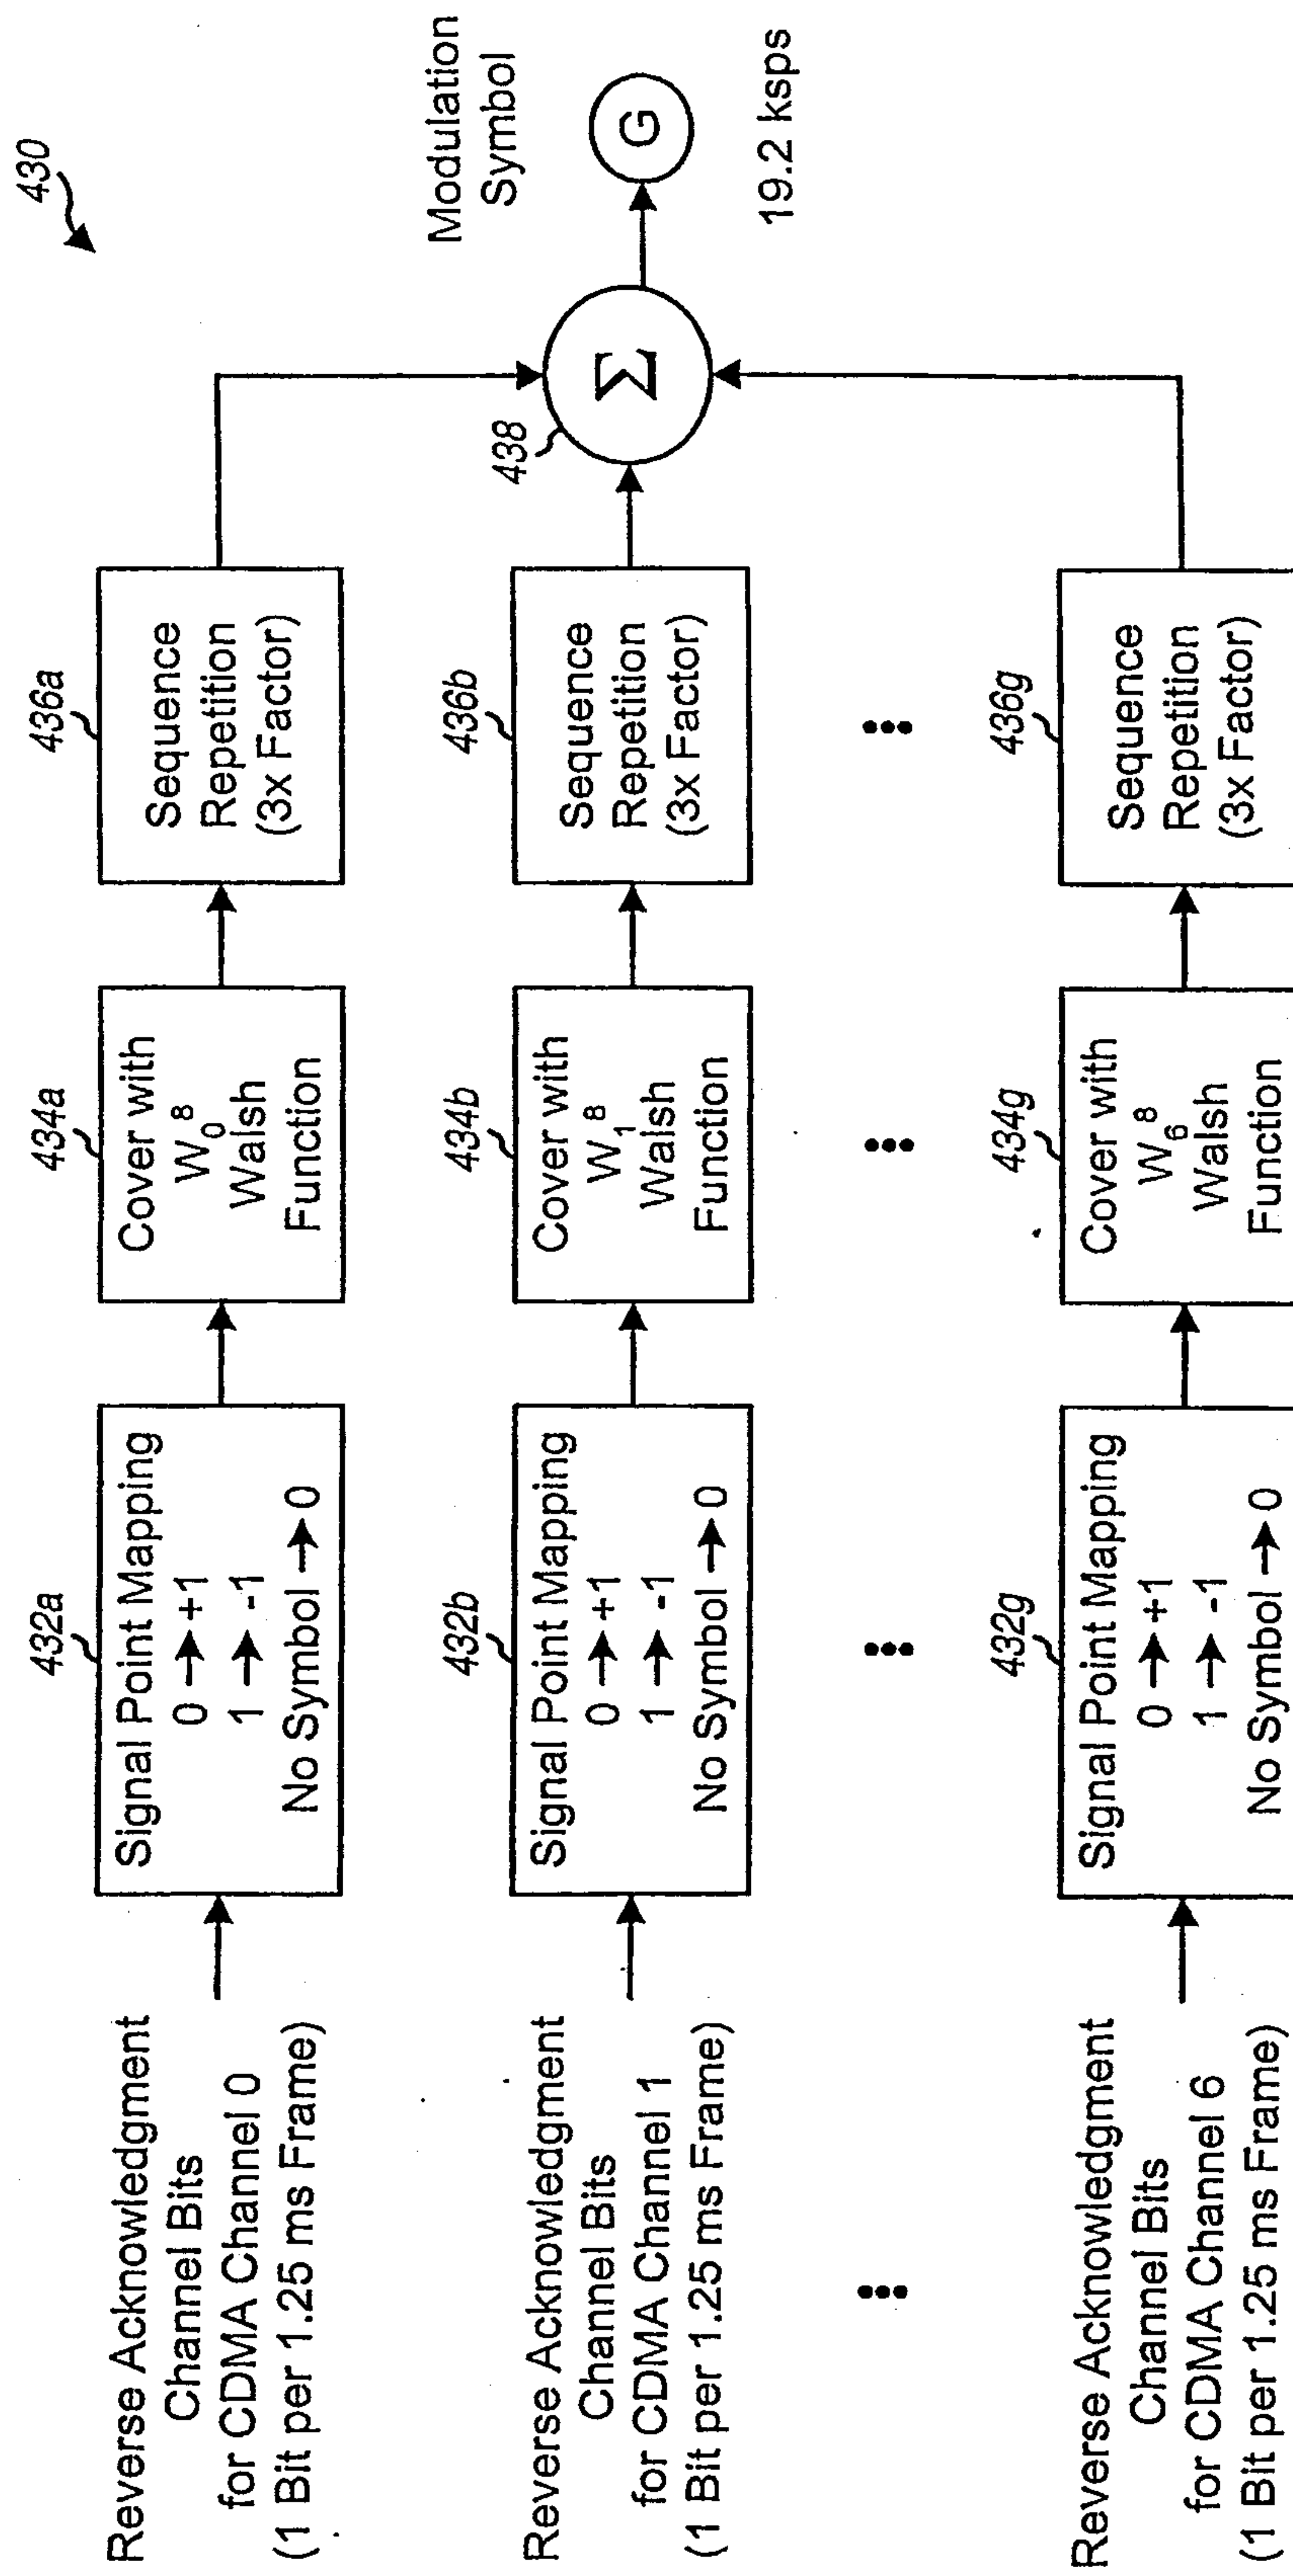 430
Reverse Acknowledgment
Channel Bits
for CDMA Channel 0
(1 Bit per 1.25 ms Frame)
432a
Signal Point Mapping
0 → +1
1 → -1
No Symbol → 0
434a
Cover with
W₀⁸
Walsh
Function
436a
Sequence
Repetition
(3x Factor)
Reverse Acknowledgment
Channel Bits
for CDMA Channel 1
(1 Bit per 1.25 ms Frame)
432b
Signal Point Mapping
0 → +1
1 → -1
No Symbol → 0
434b
Cover with
W₁⁸
Walsh
Function
436b
Sequence
Repetition
(3x Factor)
438
Σ
Modulation
Symbol
G
19.2 ksps
•••
•••
•••
•••
Reverse Acknowledgment
Channel Bits
for CDMA Channel 6
(1 Bit per 1.25 ms Frame)
432g
Signal Point Mapping
0 → +1
1 → -1
No Symbol → 0
434g
Cover with
W₆⁸
Walsh
Function
436g
Sequence
Repetition
(3x Factor)